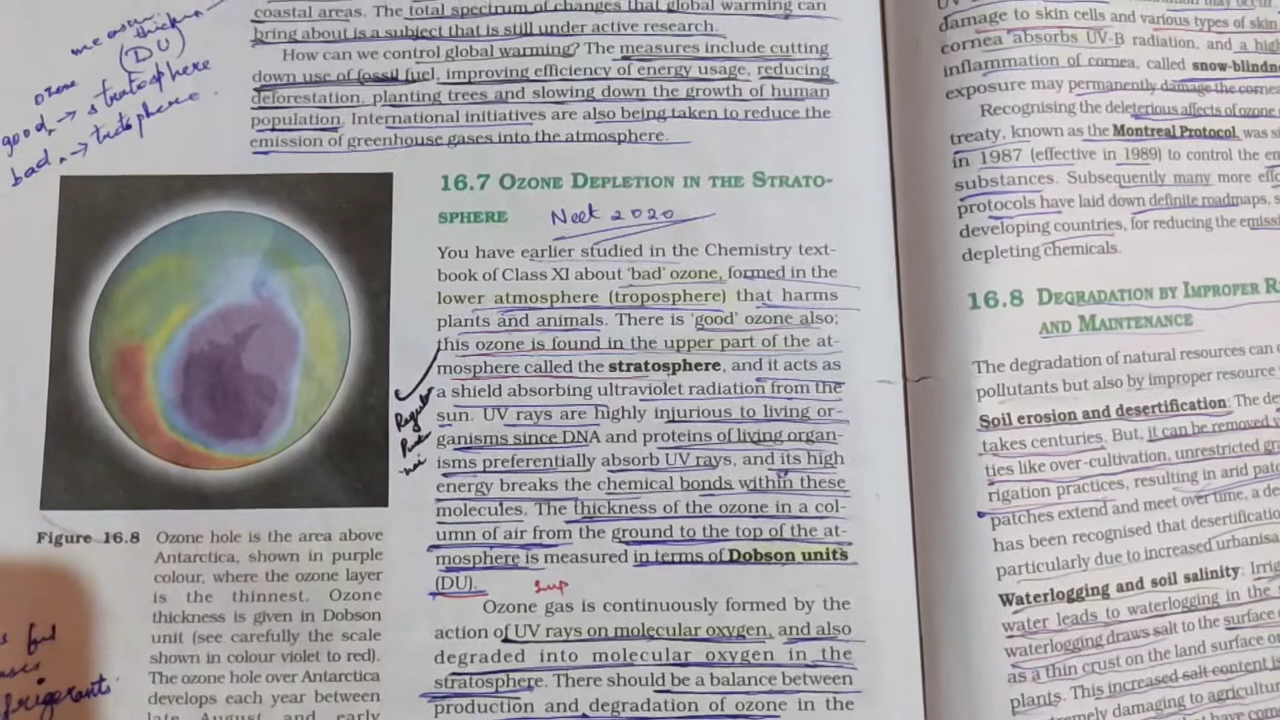 coastal areas. The total spectrum of changes that global warming can
bring about is a subject that is still under active research.
How can we control global warming? The measures include cutting
down use of fossil fuel, improving efficiency of energy usage, reducing
deforestation, planting trees and slowing down the growth of human
population. International initiatives are also being taken to reduce the
emission of greenhouse gases into the atmosphere.
(DU)
ozone
good → stratosphere
bad →
16.7 OZONE DEPLETION IN THE STRATO-
SPHERE
Neet 2020
You have earlier studied in the Chemistry text-
book of Class XI about 'bad' ozone, formed in the
lower atmosphere (troposphere) that harms
plants and animals. There is 'good' ozone also;
this ozone is found in the upper part of the at-
mosphere called the stratosphere, and it acts as
a shield absorbing ultraviolet radiation from the
sun. UV rays are highly injurious to living or-
ganisms since DNA and proteins of living organ-
isms preferentially absorb UV rays, and its high
energy breaks the chemical bonds within these
molecules. The thickness of the ozone in a col-
umn of air from the ground to the top of the at-
mosphere is measured in terms of Dobson units
(DU).
Ozone gas is continuously formed by the
action of UV rays on molecular oxygen, and also
degraded into molecular oxygen in the
stratosphere. There should be a balance between
production and degradation of ozone in the
Figure 16.8 Ozone hole is the area above
Antarctica, shown in purple
colour, where the ozone layer
is the thinnest. Ozone
thickness is given in Dobson
unit (see carefully the scale
shown in colour violet to red).
The ozone hole over Antarctica
develops each year between
late August and early
damage to skin cells and various types of skin
cornea absorbs UV-B radiation, and a hig
inflammation of cornea, called snow-blindne
exposure may permanently damage the corne
Recognising the deleterious affects of ozone
treaty, known as the Montreal Protocol, was s
in 1987 (effective in 1989) to control the em
substances. Subsequently many more effo
protocols have laid down definite roadmaps, s
developing countries, for reducing the emiss
depleting chemicals.
16.8 DEGRADATION BY IMPROPER R
AND MAINTENANCE
The degradation of natural resources can
pollutants but also by improper resource
Soil erosion and desertification: The de
takes centuries. But, it can be removed
ties like over-cultivation, unrestricted gr
rigation practices, resulting in arid patc
patches extend and meet over time, a de
has been recognised that desertificatio
particularly due to increased urbanisa
Waterlogging and soil salinity: Irrig
water leads to waterlogging in the
waterlogging draws salt to the surface
as a thin crust on the land surface or
plants. This increased salt content i
emely damaging to agricultur